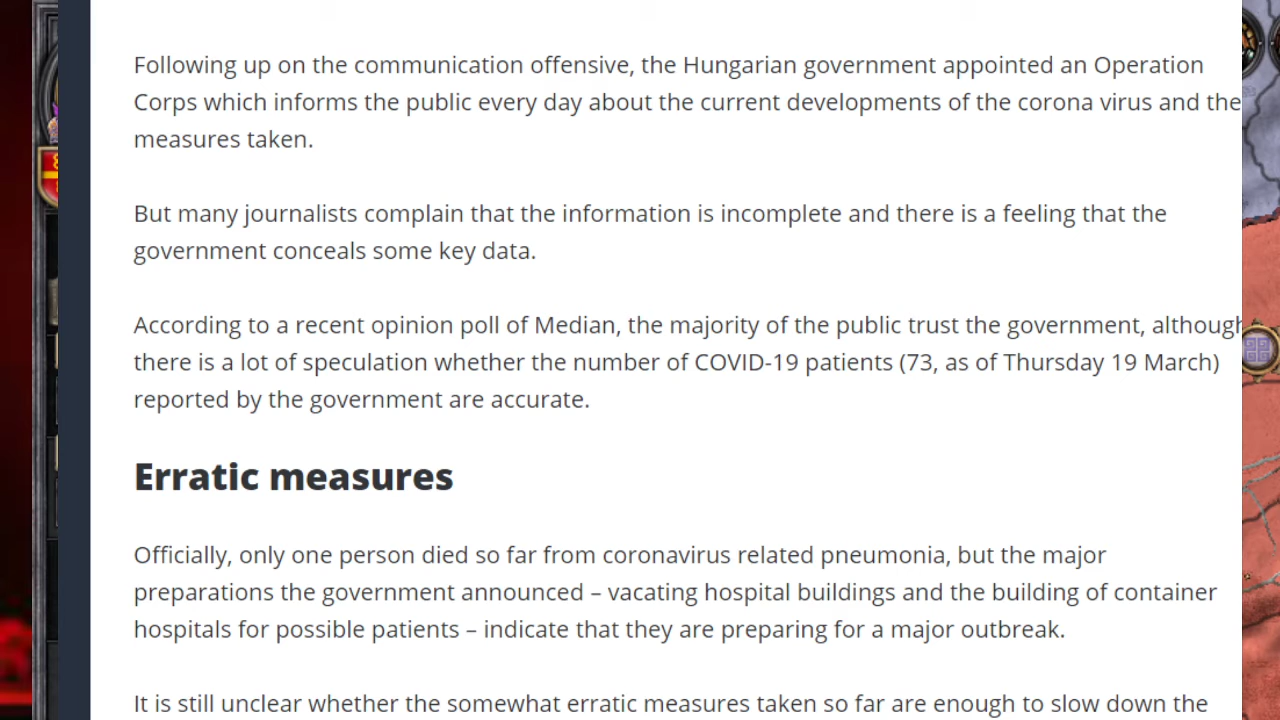 Following up on the communication offensive, the Hungarian government appointed an Operation
Corps which informs the public every day about the current developments of the corona virus and the
measures taken.
But many journalists complain that the information is incomplete and there is a feeling that the
government conceals some key data.
According to a recent opinion poll of Median, the majority of the public trust the government, although
there is a lot of speculation whether the number of COVID-19 patients (73, as of Thursday 19 March)
reported by the government are accurate.
Erratic measures
Officially, only one person died so far from coronavirus related pneumonia, but the major
preparations the government announced – vacating hospital buildings and the building of container
hospitals for possible patients – indicate that they are preparing for a major outbreak.
It is still unclear whether the somewhat erratic measures taken so far are enough to slow down the